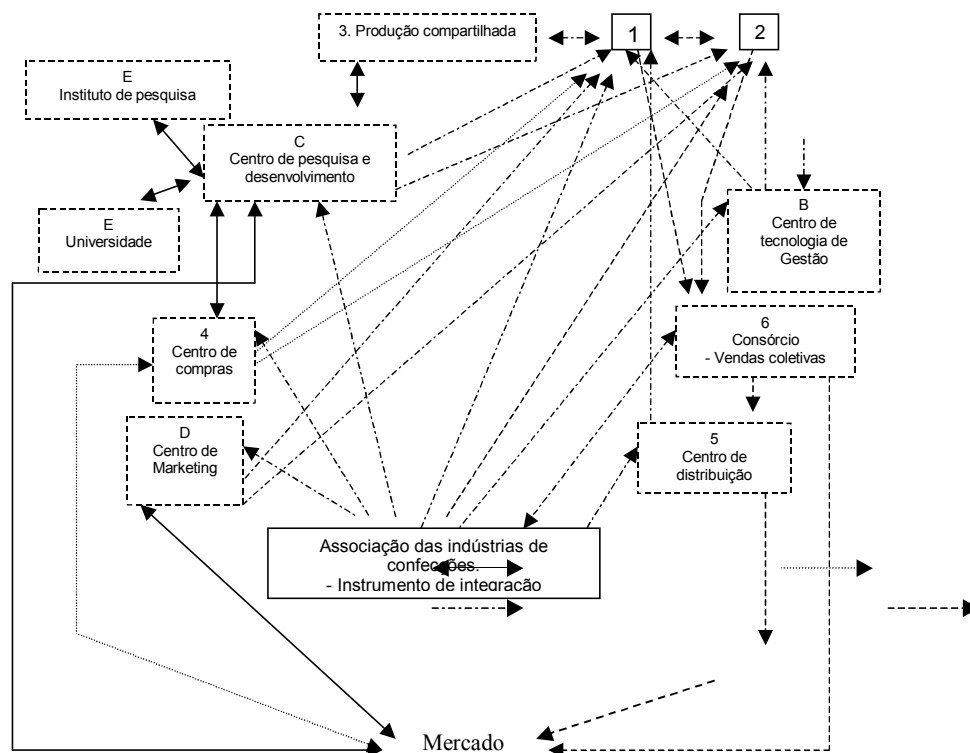 3. Produção compartilhada
1
2
E
Instituto de pesquisa
C
Centro de pesquisa e
desenvolvimento
E
Universidade
B
Centro de
tecnologia de
Gestão
4
Centro de
compras
6
Consórcio
- Vendas coletivas
D
Centro de
Marketing
5
Centro de
distribuição
Associação das indústrias de
confecções.
- Instrumento de integração
Mercado